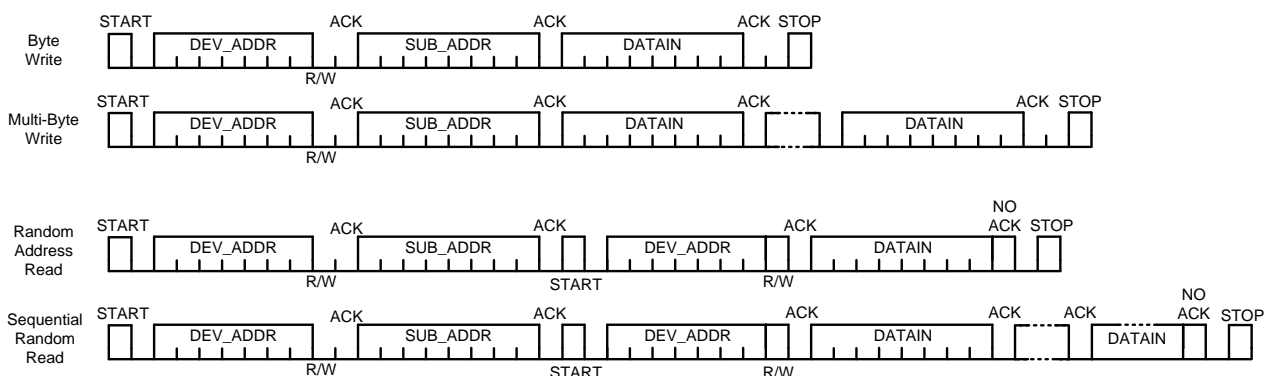 START ACK ACK ACK STOP
Byte
Write
DEV_ADDR SUB_ADDR DATAIN
R/W
START ACK ACK ACK ACK STOP
Multi-Byte
Write
DEV_ADDR SUB_ADDR DATAIN DATAIN
R/W
NO
START ACK ACK ACK ACK STOP
Random
Address
Read
DEV_ADDR SUB_ADDR DEV_ADDR DATAIN
R/W START R/W
NO
START ACK ACK ACK ACK ACK ACK STOP
Sequential
Random
Read
DEV_ADDR SUB_ADDR DEV_ADDR DATAIN DATAIN
R/W START R/W